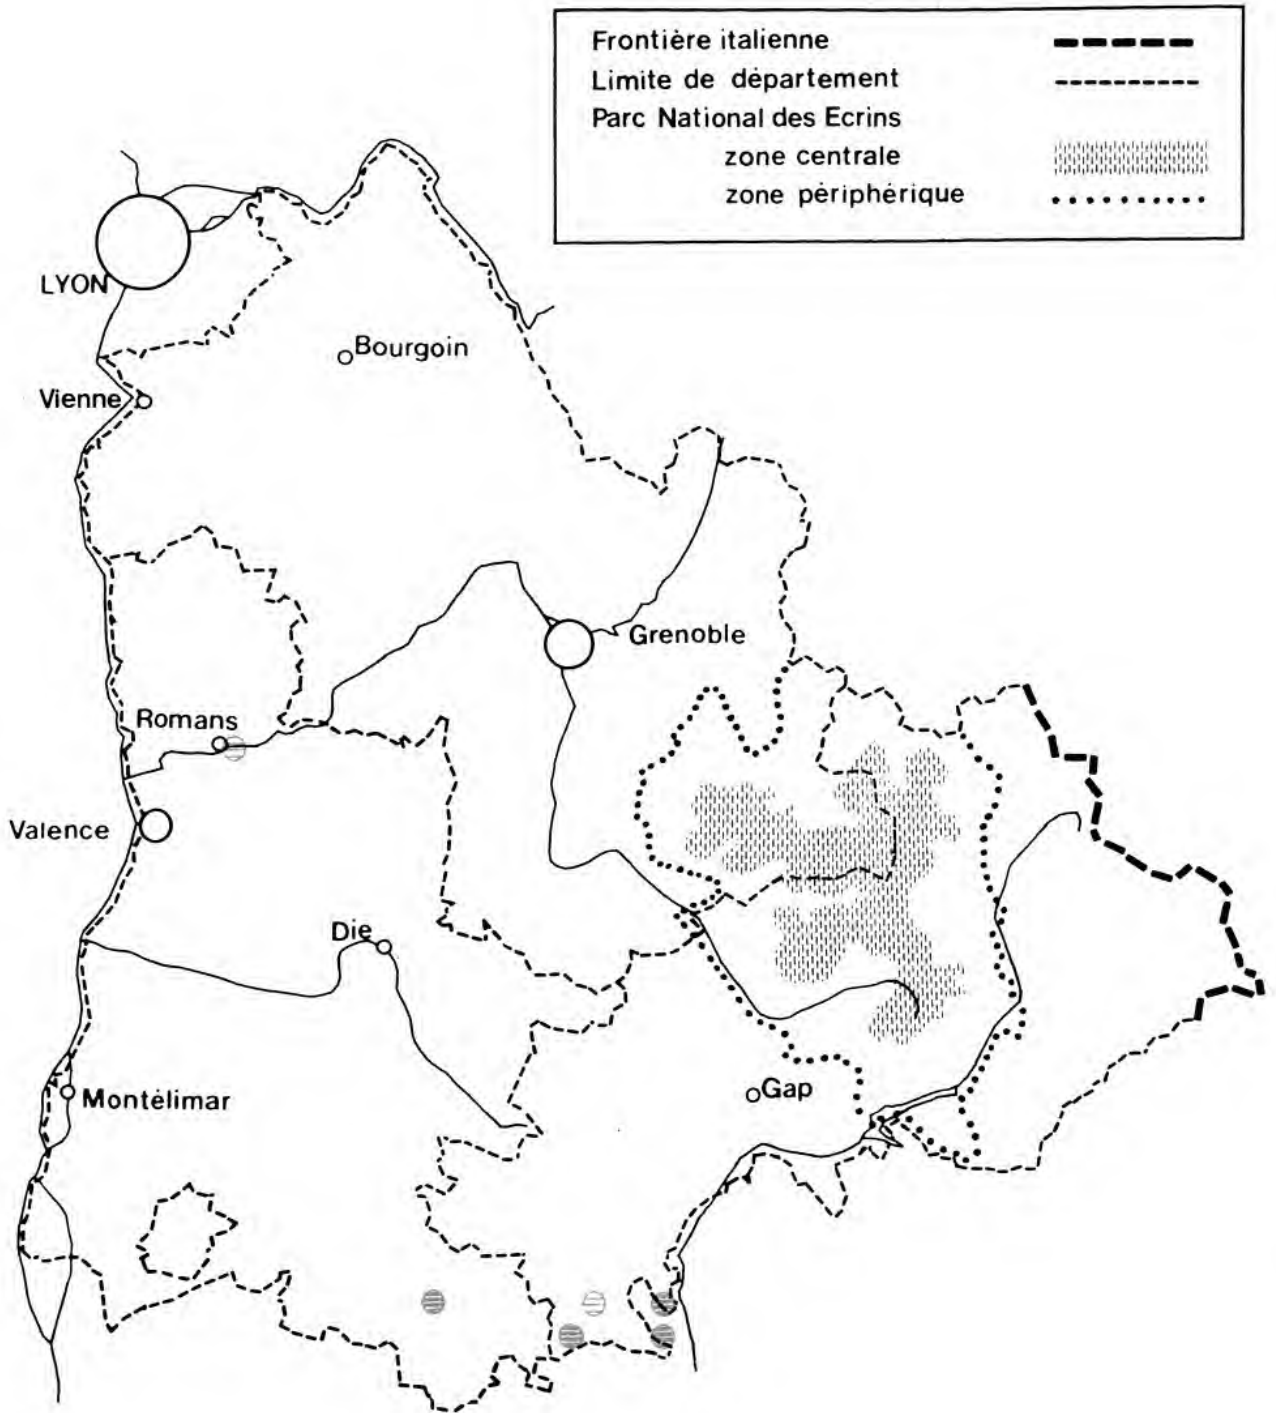 Frontière italienne
Limite de département
Parc National des Ecrins
zone centrale
zone périphérique
LYON
Bourgoin
Vienne
Grenoble
Romans
Valence
Die
Montélimar
Gap